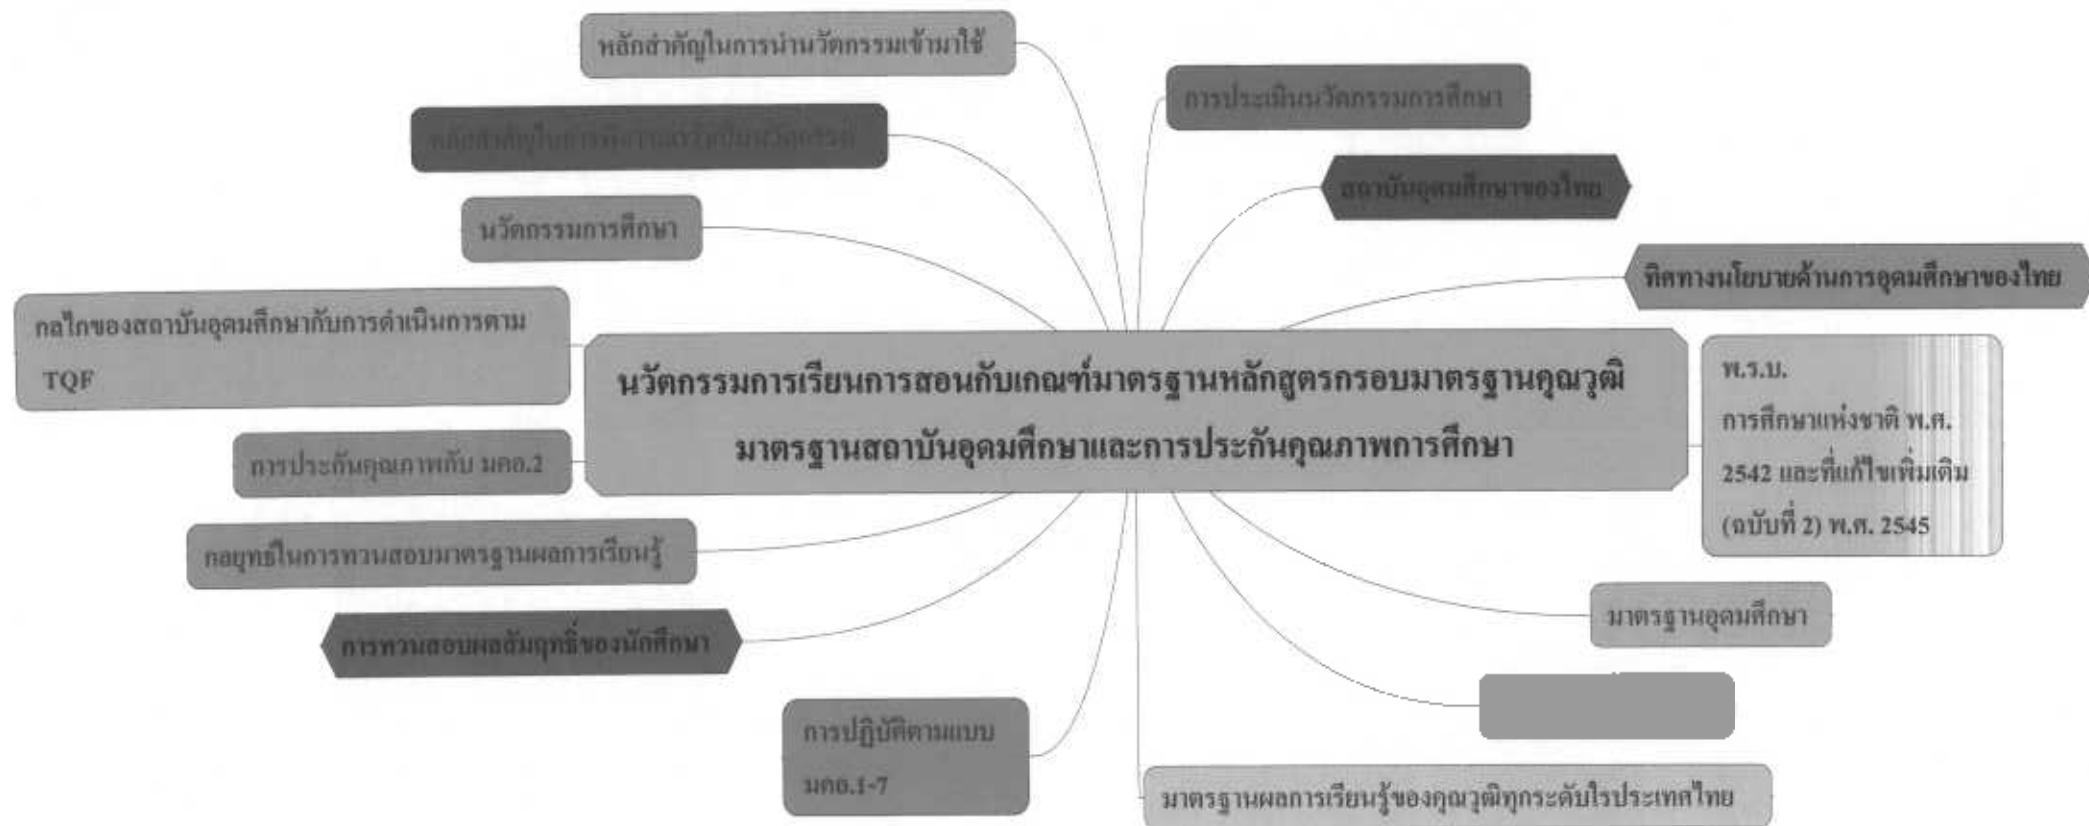 หลักสำคัญในการนำนวัตกรรมเข้ามาใช้
การประเมินนวัตกรรมการศึกษา
หลักสำคัญในการ
สถาบันอุดมศึกษาของไทย
นวัตกรรมการศึกษา
ทิศทางนโยบายด้านการอุดมศึกษาของไทย
กลไกของสถาบันอุดมศึกษากับการดำเนินการตาม
TQF
นวัตกรรมการเรียนการสอนกับเกณฑ์มาตรฐานหลักสูตรกรอบมาตรฐานคุณวุฒิ
มาตรฐานสถาบันอุดมศึกษาและการประกันคุณภาพการศึกษา
พ.ร.บ.
การศึกษาแห่งชาติ พ.ศ.
2542 และที่แก้ไขเพิ่มเติม
(ฉบับที่ 2) พ.ศ. 2545
การประกันคุณภาพกับ มคอ.2
กลยุทธ์ในการทวนสอบมาตรฐานผลการเรียนรู้
มาตรฐานอุดมศึกษา
การทวนสอบผลสัมฤทธิ์ของนักศึกษา
การปฏิบัติตามแบบ
มคอ.1-7
มาตรฐานผลการเรียนรู้ของคุณวุฒิทุกระดับใรประเทศไทย